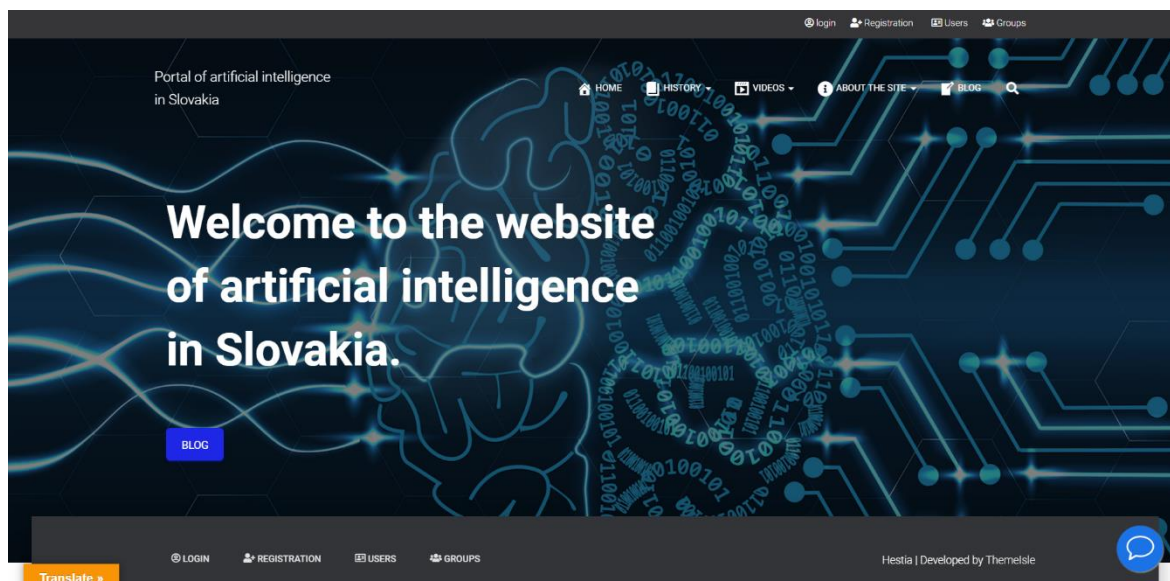 login Registration Users Groups
Portal of artificial intelligence
in Slovakia
HOME HISTORY VIDEOS ABOUT THE SITE BLOG
Welcome to the website
of artificial intelligence
in Slovakia.
BLOG
LOGIN REGISTRATION USERS GROUPS
Hestia | Developed by ThemeIsle
Translate »